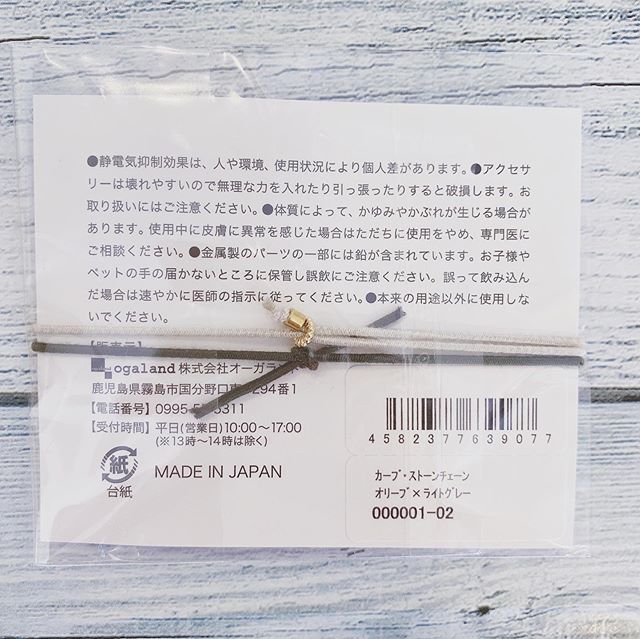 ●静電気抑制効果は、人や環境、使用状況により個人差があります。●アクセサ
リーは壊れやすいので無理な力を入れたり引っ張ったりすると破損します。お
取り扱いにはご注意ください。●体質によって、かゆみやかぶれが生じる場合が
あります。使用中に皮膚に異常を感じた場合はただちに使用をやめ、専門医に
ご相談ください。●金属製のパーツの一部には鉛が含まれています。お子様や
ペットの手の届かないところに保管し誤飲にご注意ください。誤って飲み込ん
だ場合は速やかに医師の指示に従ってください。●本来の用途以外に使用しな
いでください。
ogaland 株式会社オーガラ
鹿児島県霧島市国分野口東 294番1
【電話番号】0995-5 3311
【受付時間】 平日(営業日)10:00〜17:00
(※13時〜14時は除く)
紙
台紙
MADE IN JAPAN
4582377639077
カーブ・ストーンチェーン
オリーブ×ライトグレー
000001-02